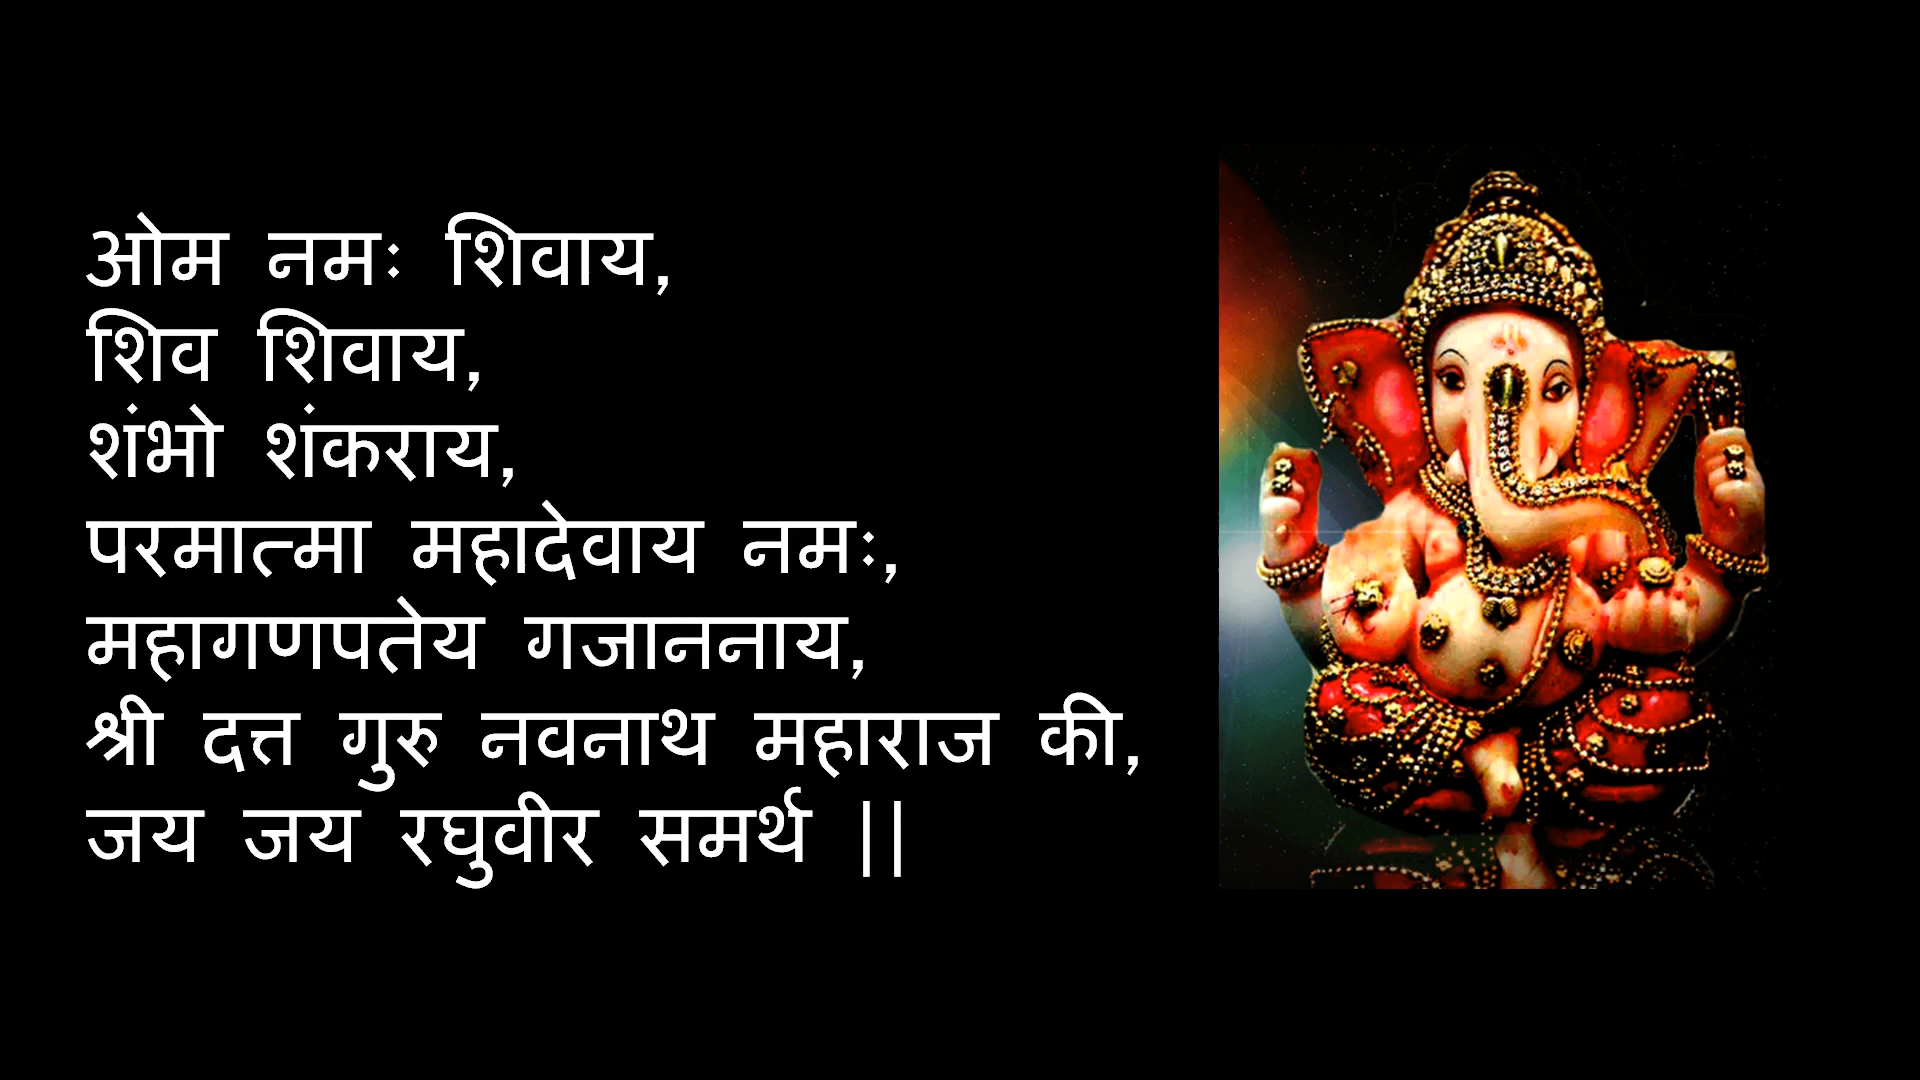 ओम नमः शिवाय,
शिव शिवाय,
शंभो शंकराय,
परमात्मा महादेवाय नमः,
महागणपतेय गजाननाय,
श्री दत्त गुरु नवनाथ महाराज की,
जय जय रघुवीर समर्थ ||